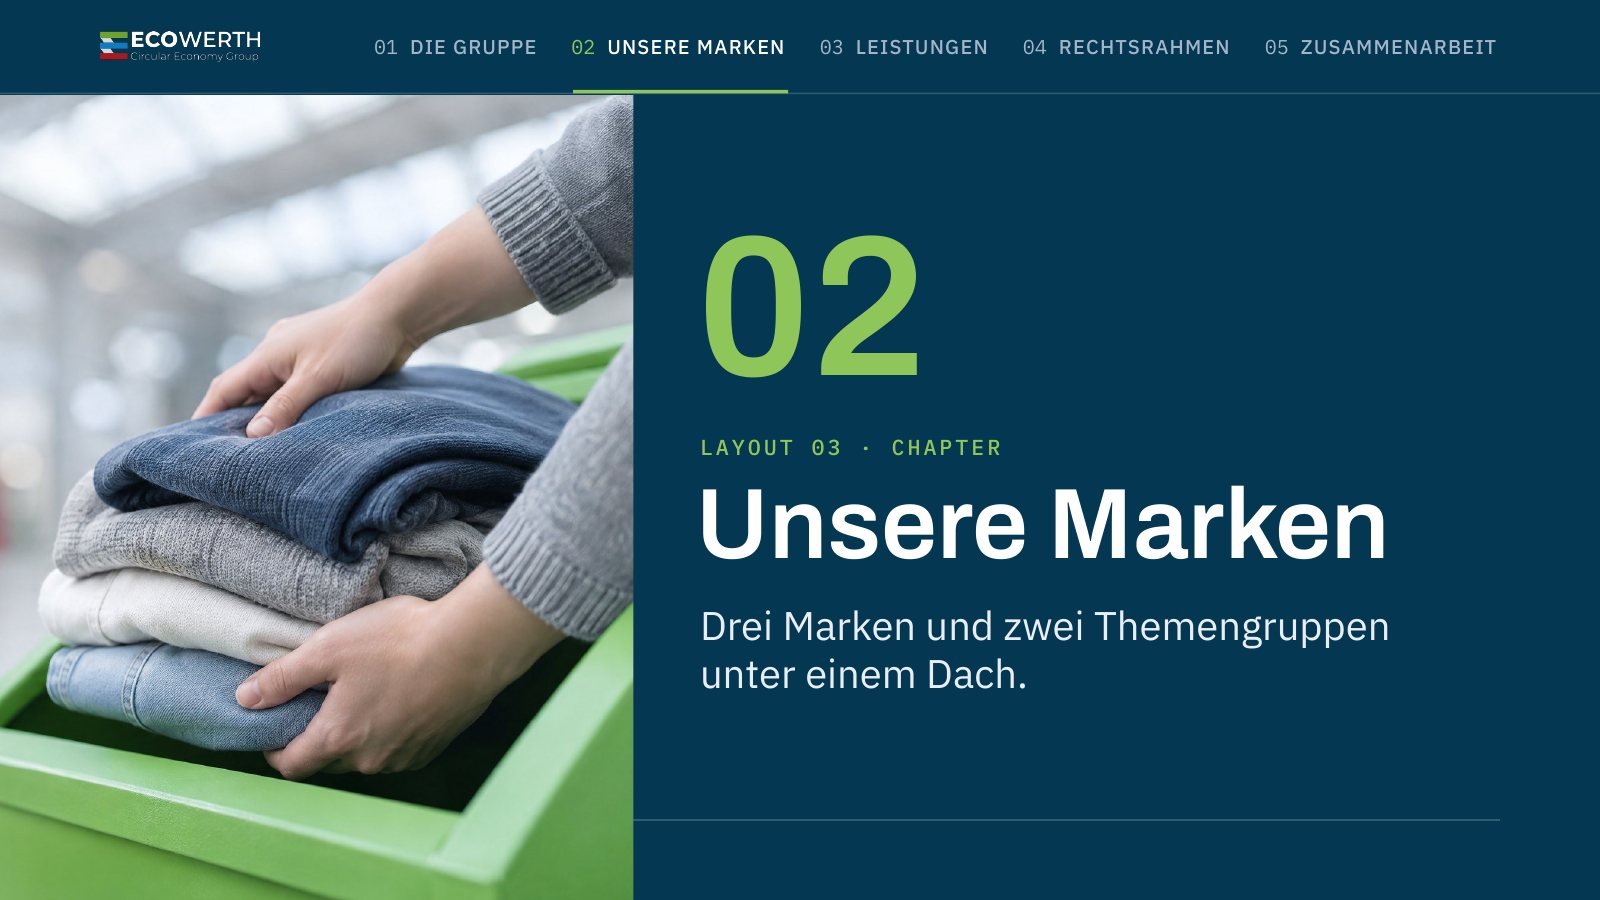 ECOWERTH
Circular Economy Group
01 DIE GRUPPE
02 UNSERE MARKEN
03 LEISTUNGEN
04 RECHTSRAHMEN
05 ZUSAMMENARBEIT
02
LAYOUT 03 · CHAPTER
Unsere Marken
Drei Marken und zwei Themengruppen
unter einem Dach.